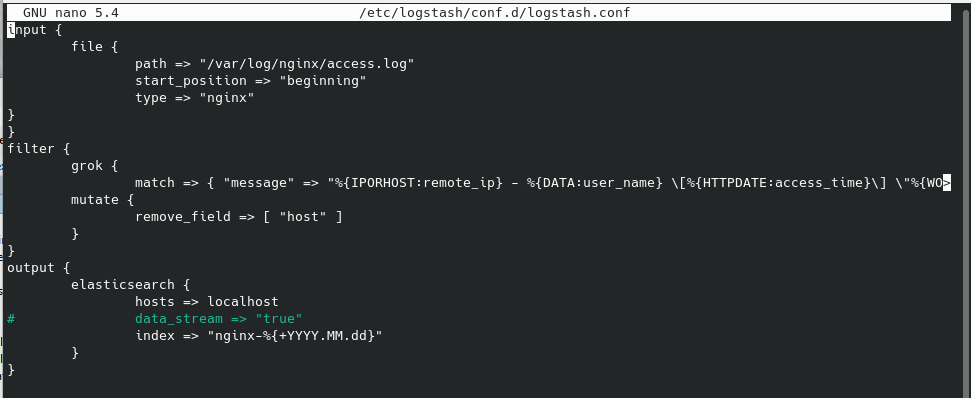 GNU nano 5.4 /etc/logstash/conf.d/logstash.conf
input {
        file {
                path => "/var/log/nginx/access.log"
                start_position => "beginning"
                type => "nginx"
}
}
filter {
        grok {
                match => { "message" => "%{IPORHOST:remote_ip} - %{DATA:user_name} \[%{HTTPDATE:access_time}\] \"%{WO>
        mutate {
                remove_field => [ "host" ]
        }
}
output {
        elasticsearch {
                hosts => localhost
#               data_stream => "true"
                index => "nginx-%{+YYYY.MM.dd}"
        }
}